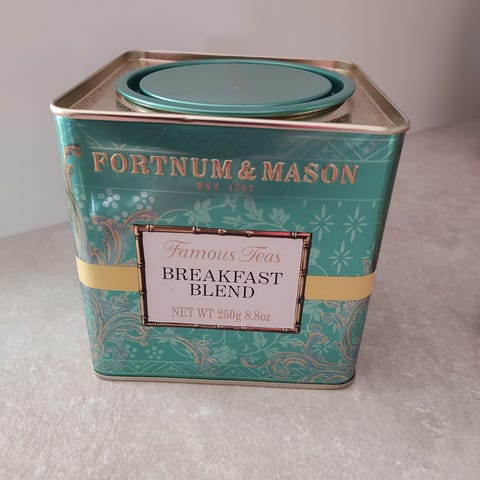 FORTNUM & MASON
EST 1707
Famous Teas
BREAKFAST
BLEND
NET WT 250g 8.8oz